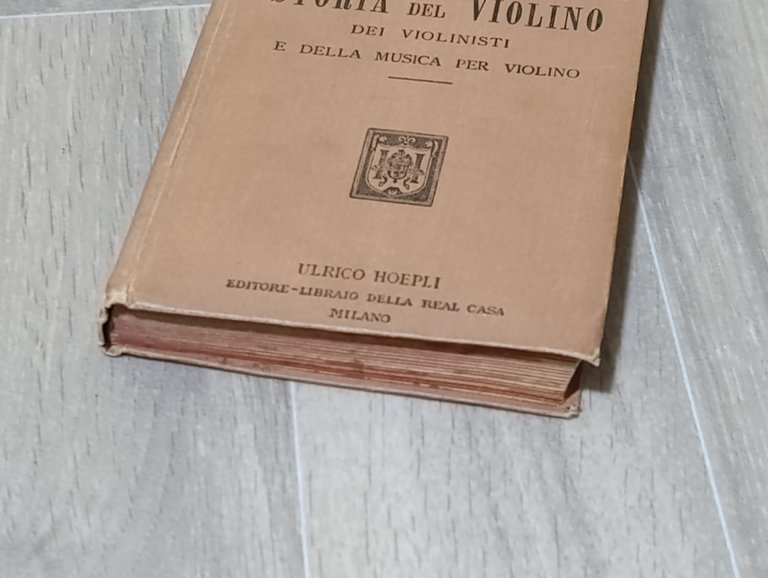 STORIA DEL VIOLINO
DEI VIOLINISTI
E DELLA MUSICA PER VIOLINO
ULRICO HOEPLI
EDITORE-LIBRAIO DELLA REAL CASA
MILANO